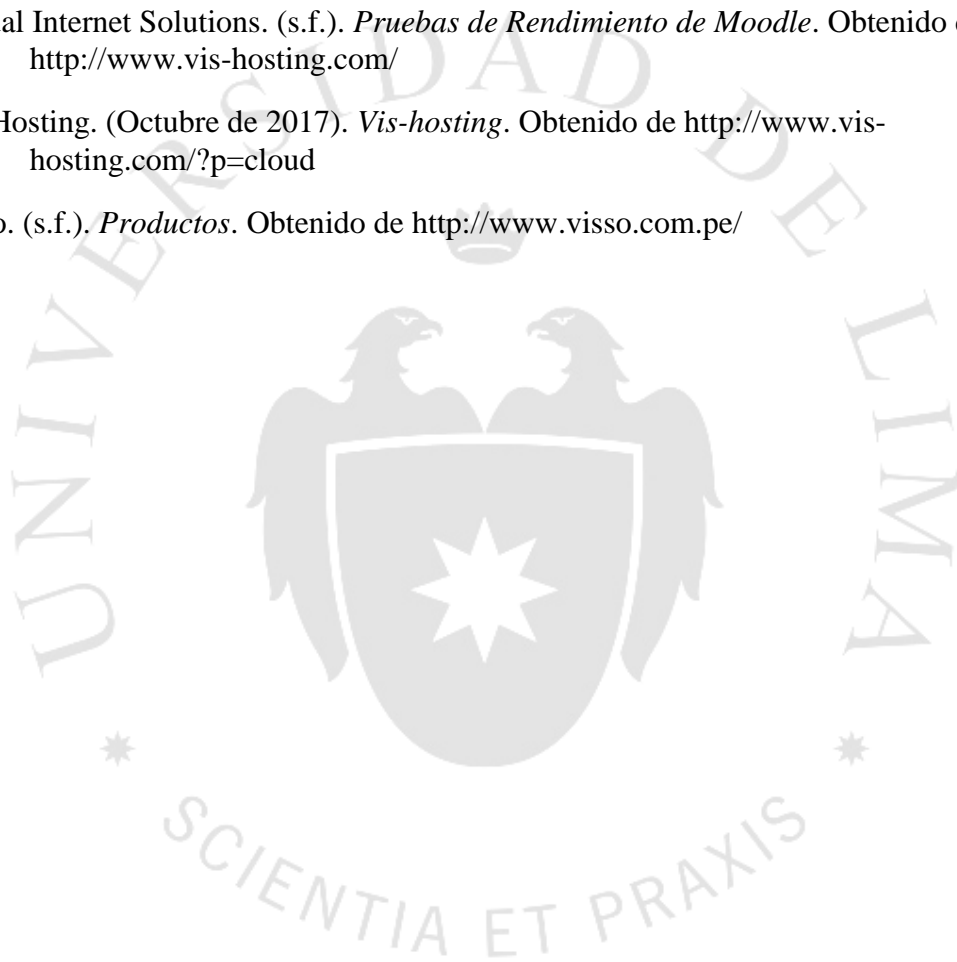 al Internet Solutions. (s.f.). Pruebas de Rendimiento de Moodle. Obtenido
http://www.vis-hosting.com/
Hosting. (Octubre de 2017). Vis-hosting. Obtenido de http://www.vis-
hosting.com/?p=cloud
o. (s.f.). Productos. Obtenido de http://www.visso.com.pe/
UNIVERSIDAD DE LIMA
SCIENTIA ET PRAXIS